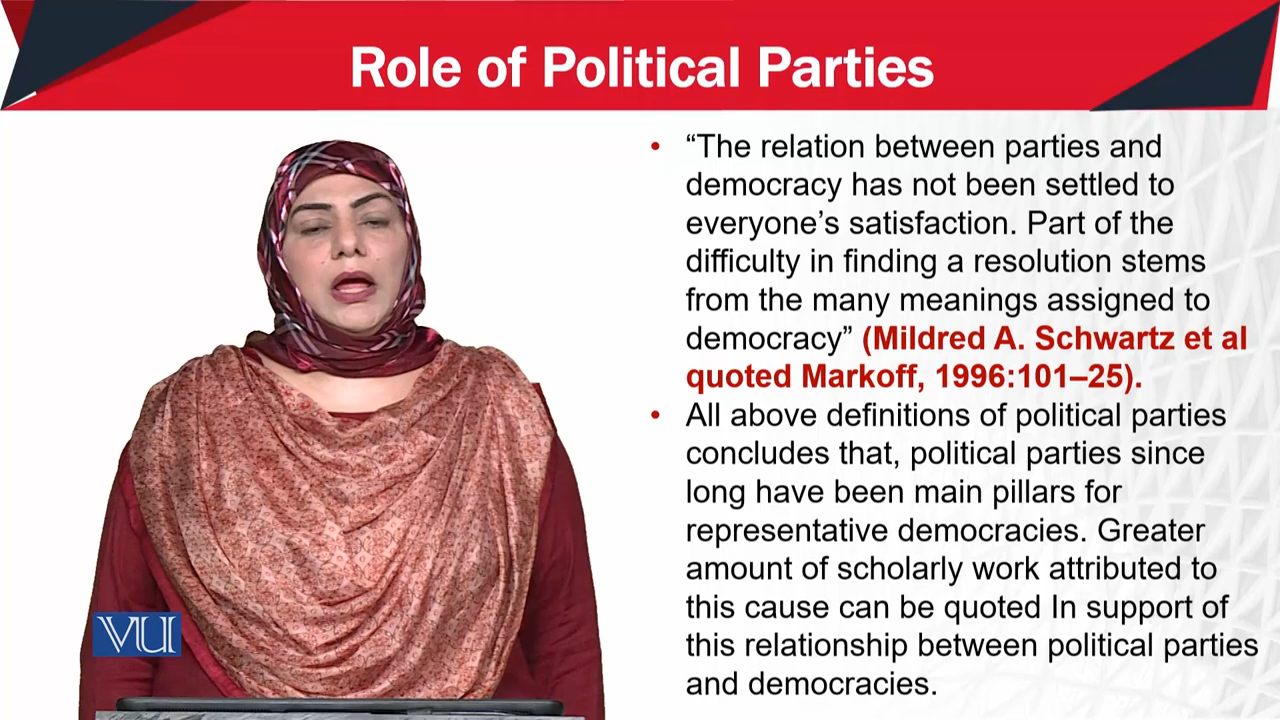 Role of Political Parties
• “The relation between parties and
democracy has not been settled to
everyone’s satisfaction. Part of the
difficulty in finding a resolution stems
from the many meanings assigned to
democracy” (Mildred A. Schwartz et al
quoted Markoff, 1996:101–25).
• All above definitions of political parties
concludes that, political parties since
long have been main pillars for
representative democracies. Greater
amount of scholarly work attributed to
this cause can be quoted In support of
this relationship between political parties
and democracies.
VU